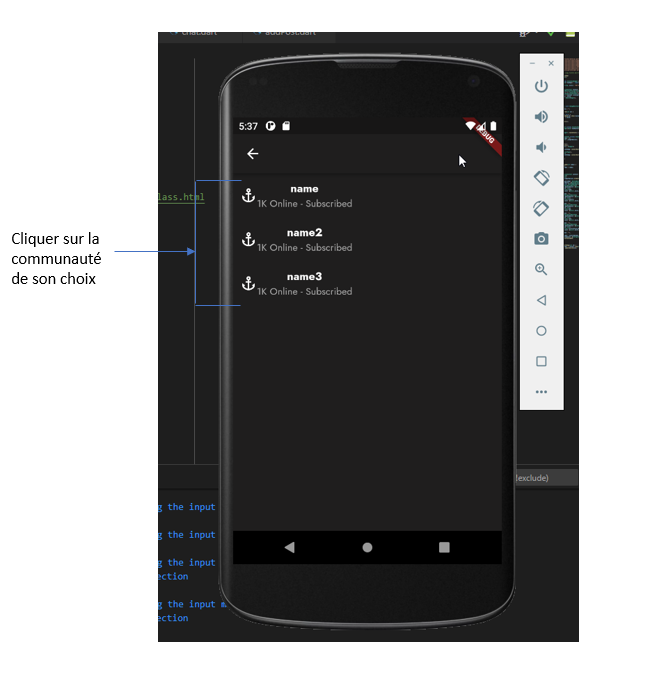 chat.dart addPost.dart
5:37
DEBUG
lass.html
name
1K Online - Subscribed
name2
1K Online - Subscribed
name3
1K Online - Subscribed
Cliquer sur la
communauté
de son choix
exclude)
g the input
g the input
g the input
ection
g the input m
ection